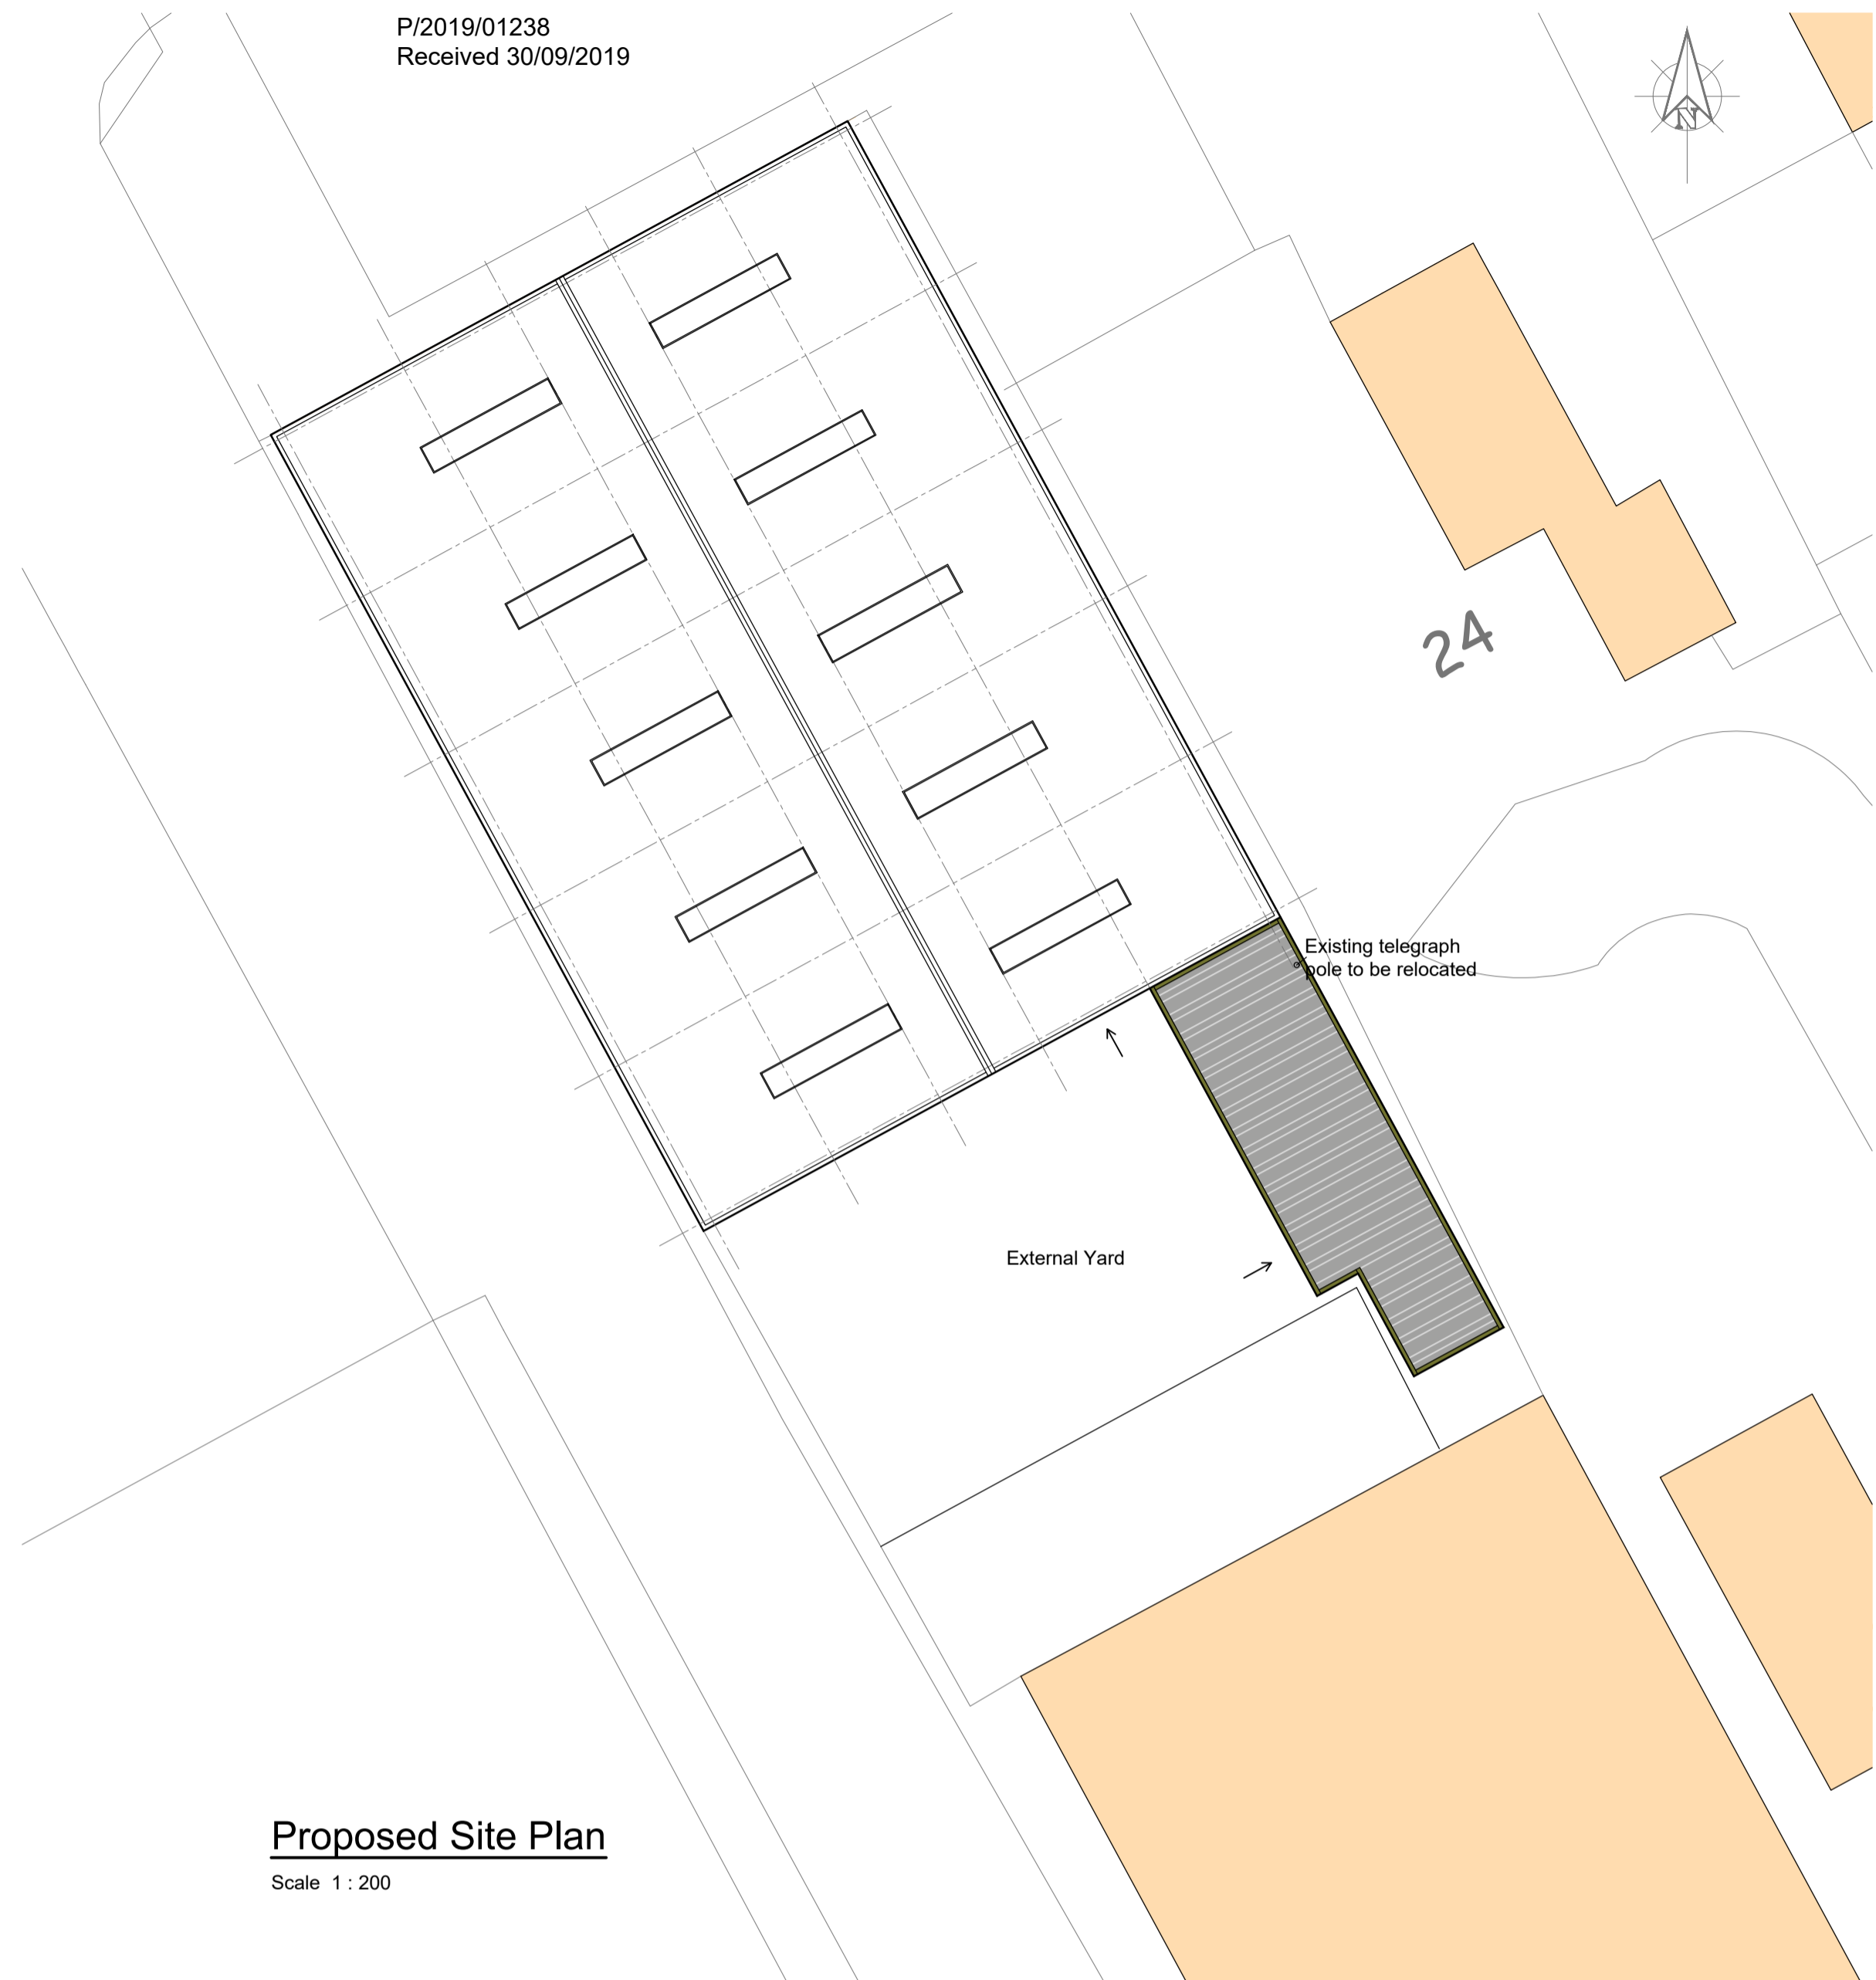 P/2019/01238
Received 30/09/2019
N
24
Existing telegraph
pole to be relocated
External Yard
Proposed Site Plan
Scale 1 : 200